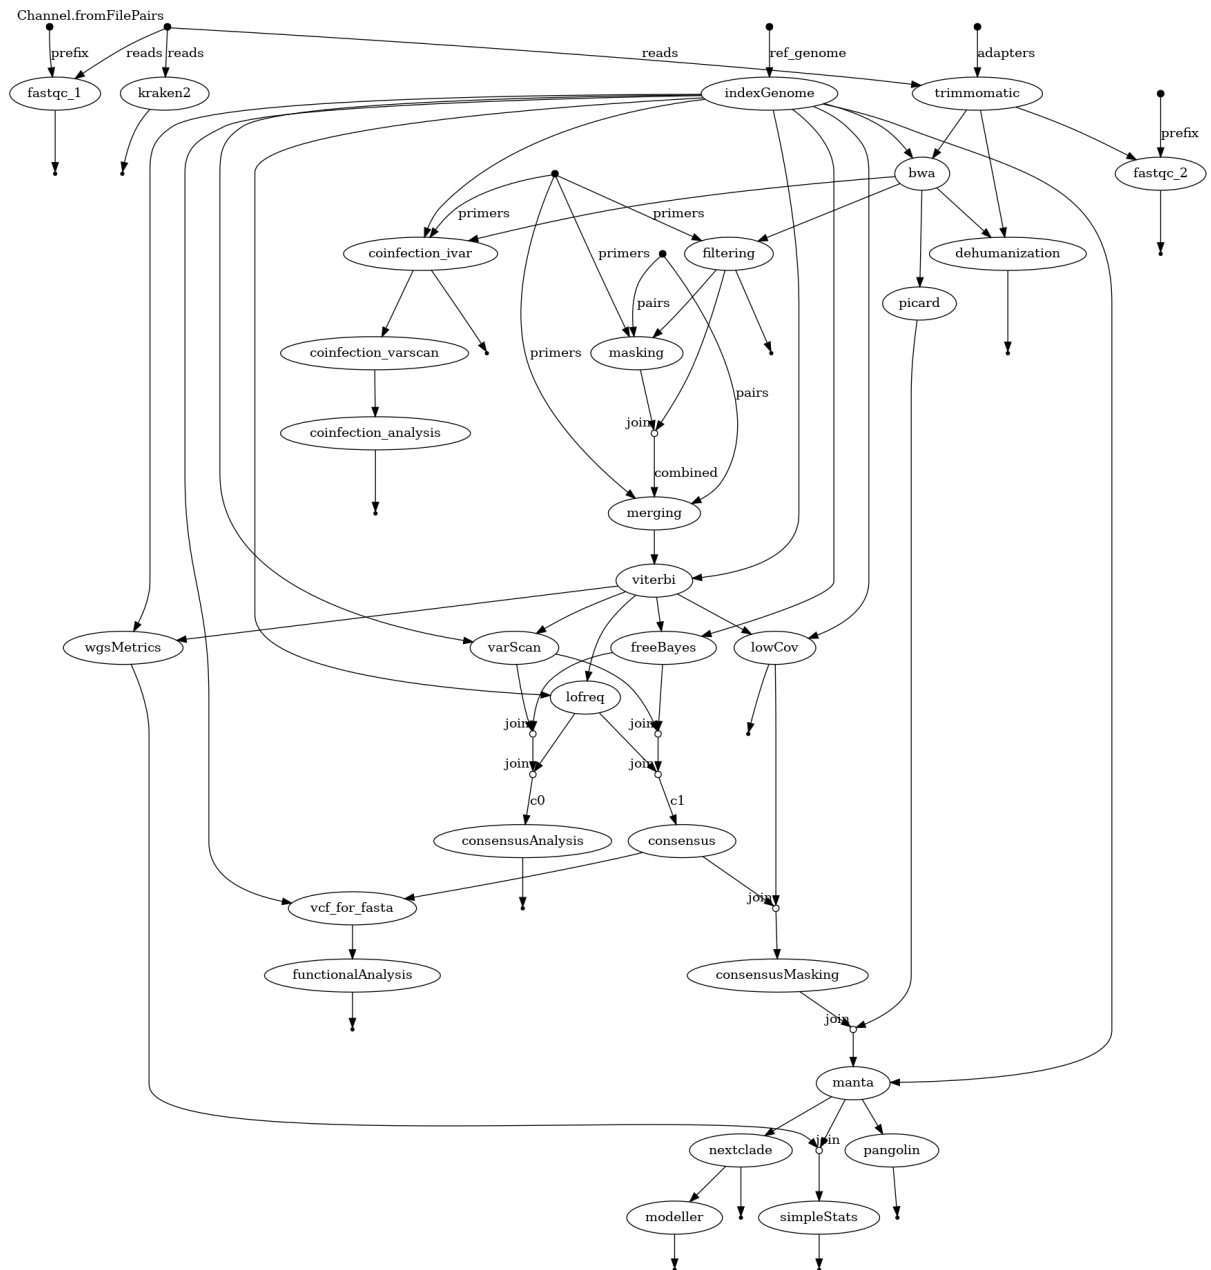 Channel.fromFilePairs
prefix
reads
reads
reads
ref_genome
adapters
fastqc_1
kraken2
indexGenome
trimmomatic
prefix
bwa
fastqc_2
primers
primers
coinfection_ivar
primers
filtering
dehumanization
pairs
picard
coinfection_varscan
primers
masking
pairs
join
coinfection_analysis
combined
merging
viterbi
wgsMetrics
varScan
freeBayes
lowCov
lofreq
join
join
join
join
c0
c1
consensusAnalysis
consensus
join
vcf_for_fasta
functionalAnalysis
consensusMasking
join
manta
join
nextclade
pangolin
modeller
simpleStats